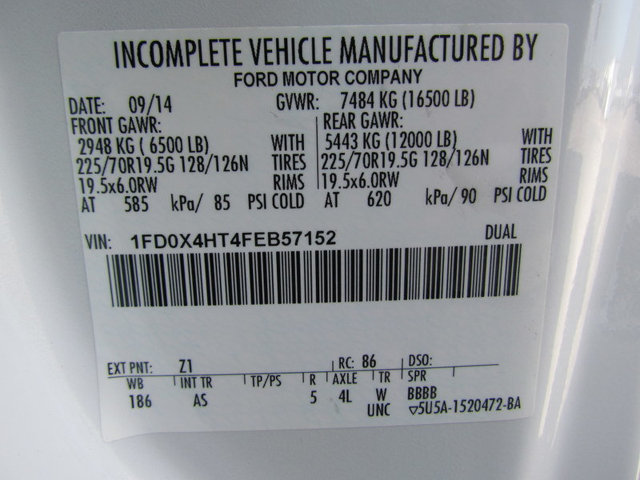 INCOMPLETE VEHICLE MANUFACTURED BY
FORD MOTOR COMPANY
DATE: 09/14 GVWR: 7484 KG (16500 LB)
FRONT GAWR: REAR GAWR:
2948 KG ( 6500 LB) WITH 5443 KG (12000 LB) WITH
225/70R19.5G 128/126N TIRES 225/70R19.5G 128/126N TIRES
19.5x6.0RW RIMS 19.5x6.0RW RIMS
AT 585 kPa/ 85 PSI COLD AT 620 kPa/ 90 PSI COLD
VIN: 1FD0X4HT4FEB57152 DUAL
EXT PNT: Z1 RC: 86 DSO:
WB INT TR TP/PS R AXLE TR SPR
186 AS 5 4L W BBBB
UNC ▽5U5A-1520472-BA